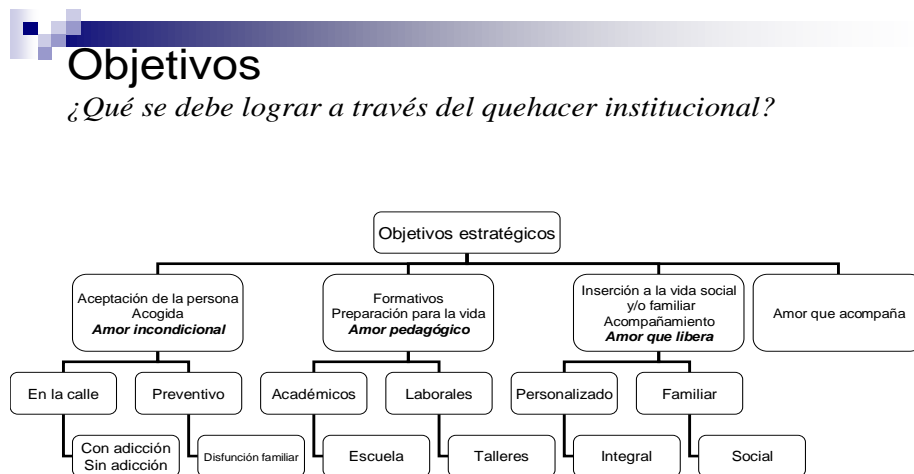 Objetivos
¿Qué se debe lograr a través del quehacer institucional?
Objetivos estratégicos
Aceptación de la persona
Acogida
Amor incondicional
Formativos
Preparación para la vida
Amor pedagógico
Inserción a la vida social
y/o familiar
Acompañamiento
Amor que libera
Amor que acompaña
En la calle
Preventivo
Académicos
Laborales
Personalizado
Familiar
Con adicción
Sin adicción
Disfunción familiar
Escuela
Talleres
Integral
Social